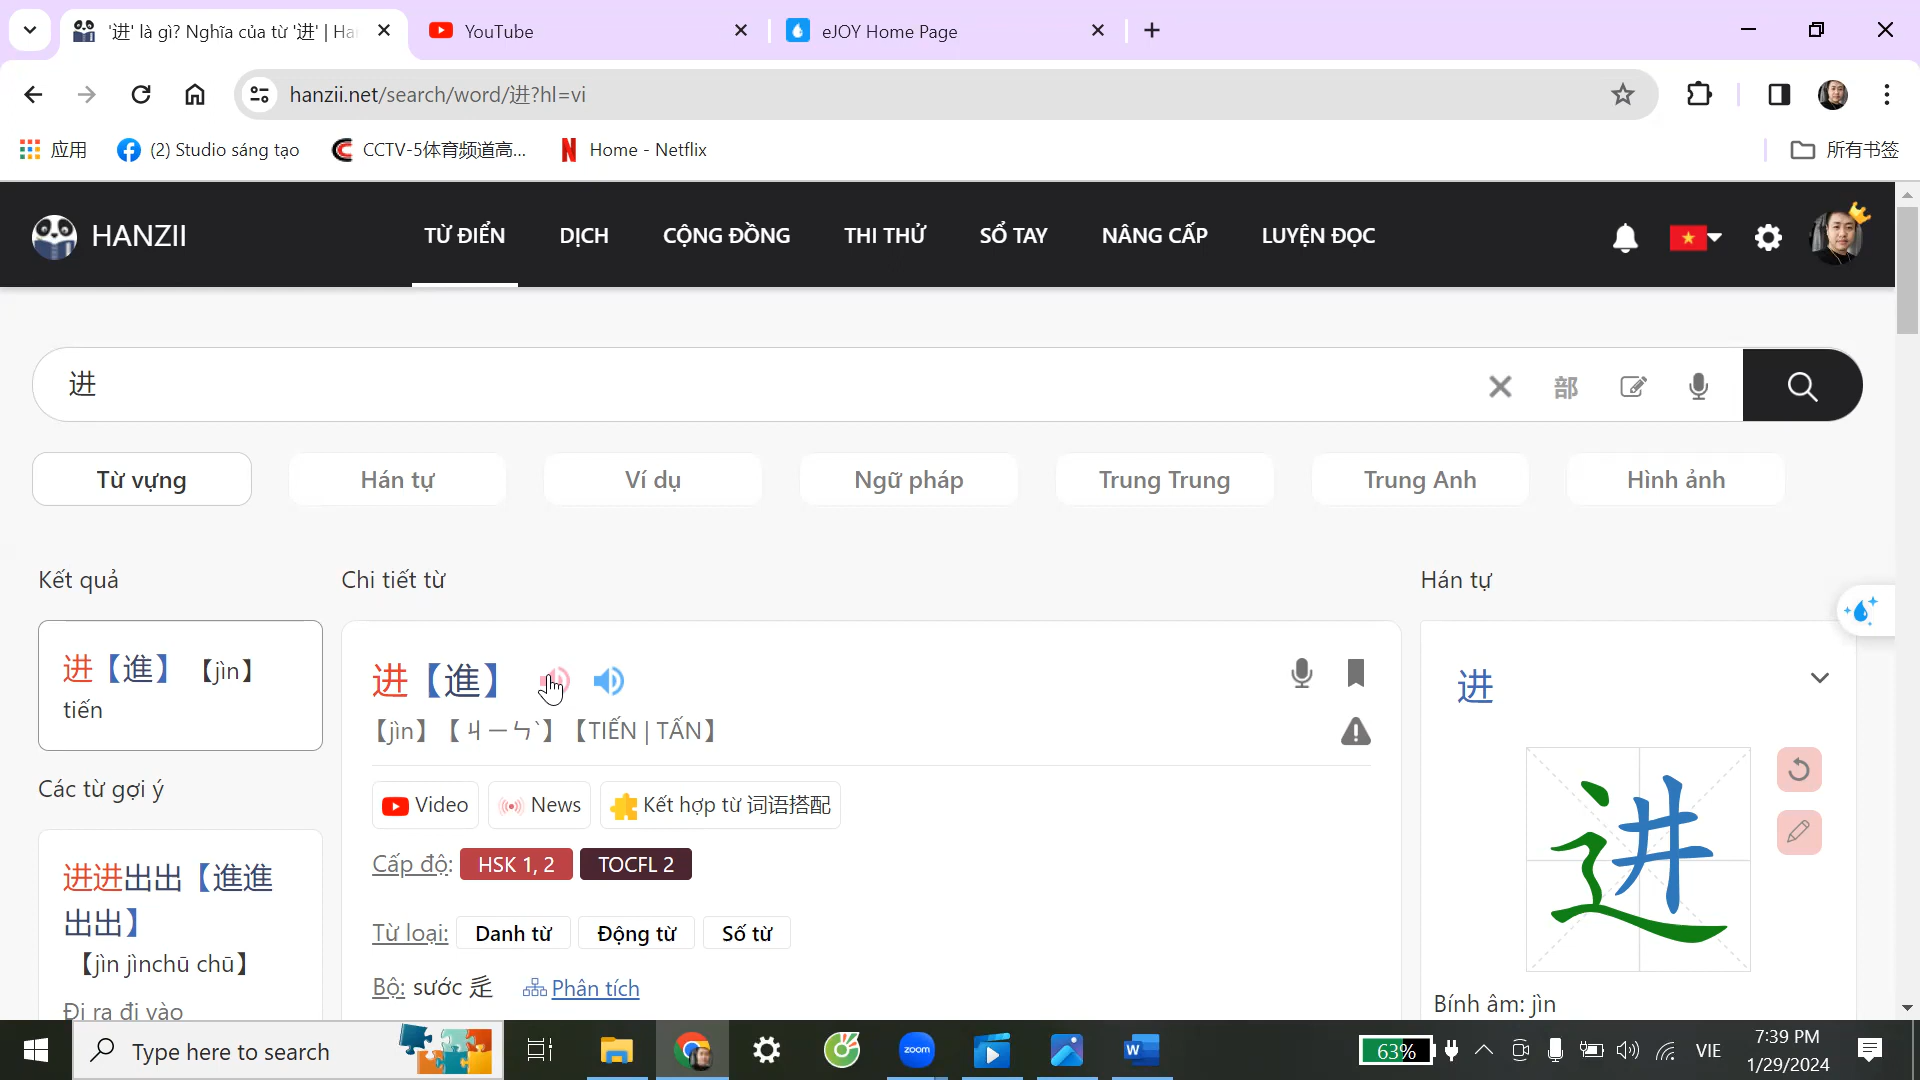 '进' là gì? Nghĩa của từ '进' | Ha
YouTube
eJOY Home Page
hanzii.net/search/word/进?hl=vi
应用
(2) Studio sáng tạo
CCTV-5体育频道高...
Home - Netflix
所有书签
HANZII
TỪ ĐIỂN
DỊCH
CỘNG ĐỒNG
THI THỬ
SỔ TAY
NÂNG CẤP
LUYỆN ĐỌC
进
部
Từ vựng
Hán tự
Ví dụ
Ngữ pháp
Trung Trung
Trung Anh
Hình ảnh
Kết quả
进【進】 【jìn】
tiến
Các từ gợi ý
进进出出【進進
出出】
【jìn jìnchū chū】
Đi ra đi vào
Chi tiết từ
进【進】
【jìn】【ㄐㄧㄣˋ】【TIẾN | TẤN】
Video
News
Kết hợp từ 词语搭配
Cấp độ: HSK 1, 2 TOCFL 2
Từ loại: Danh từ Động từ Số từ
Bộ: sước 辵 Phân tích
Hán tự
进
进
Bính âm: jìn
Type here to search
zoom
W
63%
VIE
7:39 PM
1/29/2024